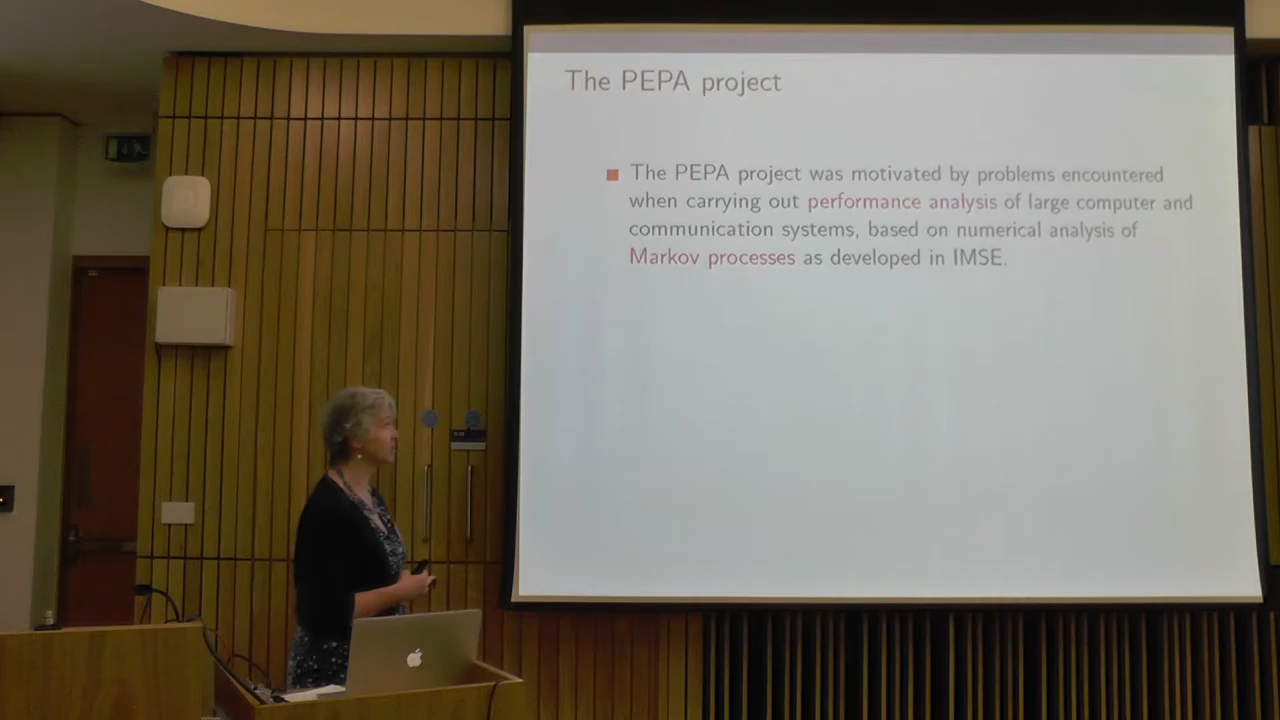 The PEPA project
The PEPA project was motivated by problems encountered
when carrying out performance analysis of large computer and
communication systems, based on numerical analysis of
Markov processes as developed in IMSE.